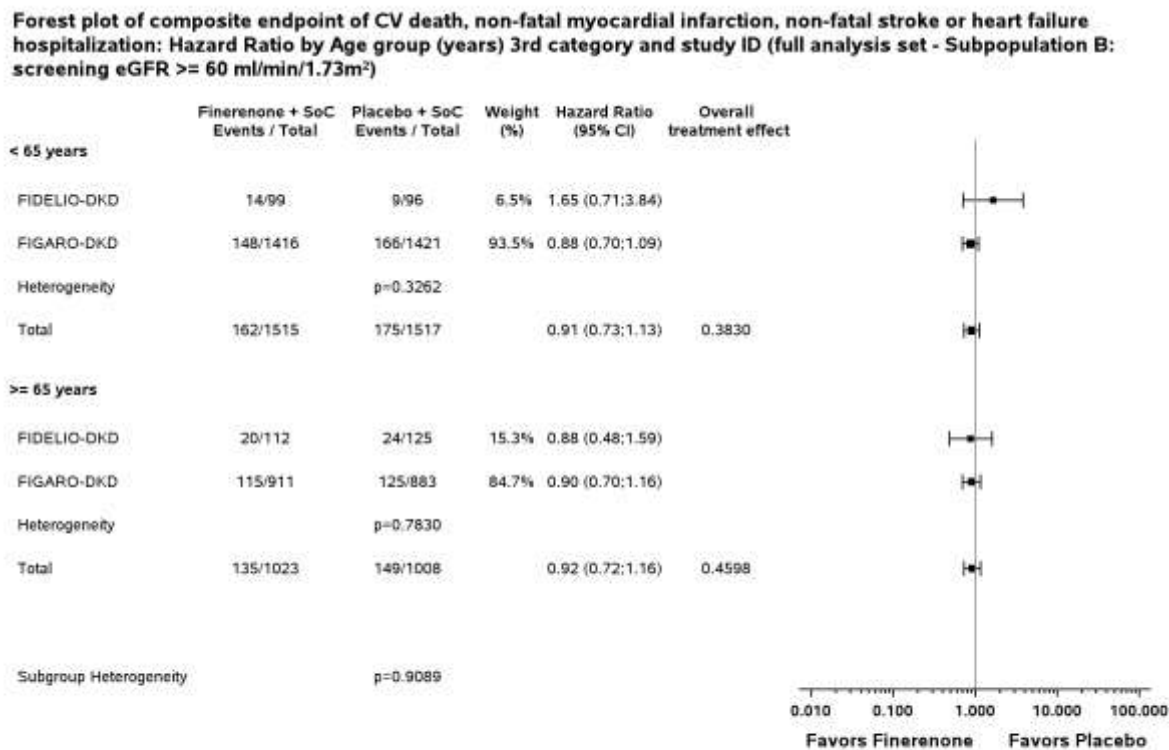 Forest plot of composite endpoint of CV death, non-fatal myocardial infarction, non-fatal stroke or heart failure
hospitalization: Hazard Ratio by Age group (years) 3rd category and study ID (full analysis set - Subpopulation B:
screening eGFR >= 60 ml/min/1.73m²)
Finerenone + SoC Placebo + SoC Weight Hazard Ratio Overall
Events / Total Events / Total (%) (95% CI) treatment effect
< 65 years
FIDELIO-DKD 14/99 9/96 6.5% 1.65 (0.71;3.84)
FIGARO-DKD 148/1416 166/1421 93.5% 0.88 (0.70;1.09)
Heterogeneity p=0.3262
Total 162/1515 175/1517 0.91 (0.73;1.13) 0.3830
>= 65 years
FIDELIO-DKD 20/112 24/125 15.3% 0.88 (0.48;1.59)
FIGARO-DKD 115/911 125/883 84.7% 0.90 (0.70;1.16)
Heterogeneity p=0.7830
Total 135/1023 149/1008 0.92 (0.72;1.16) 0.4598
Subgroup Heterogeneity p=0.9089
0.010 0.100 1.000 10.000 100.000
Favors Finerenone Favors Placebo